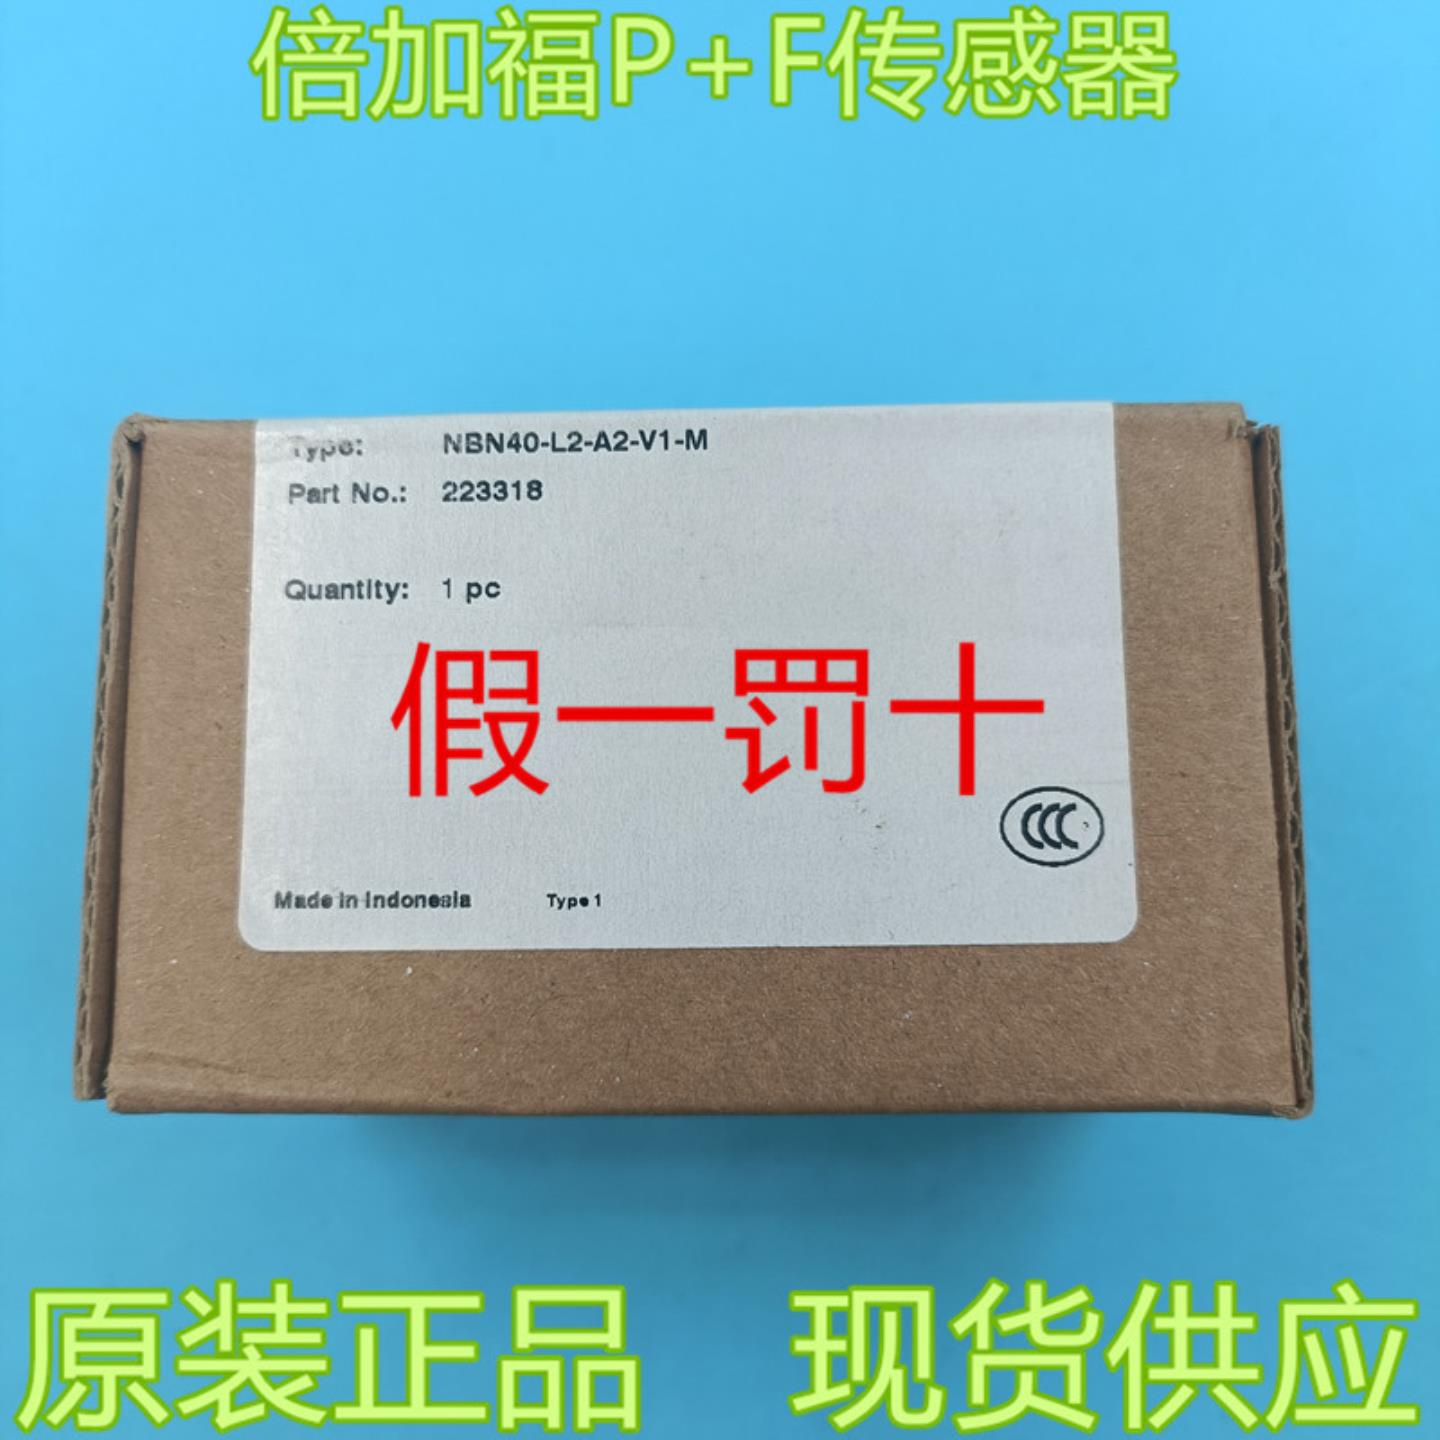 倍加福P+F传感器
Type: NBN40-L2-A2-V1-M
Part No.: 223318
Quantity: 1 pc
假一罚十
CCC
Made in Indonesia Type 1
原装正品 现货供应